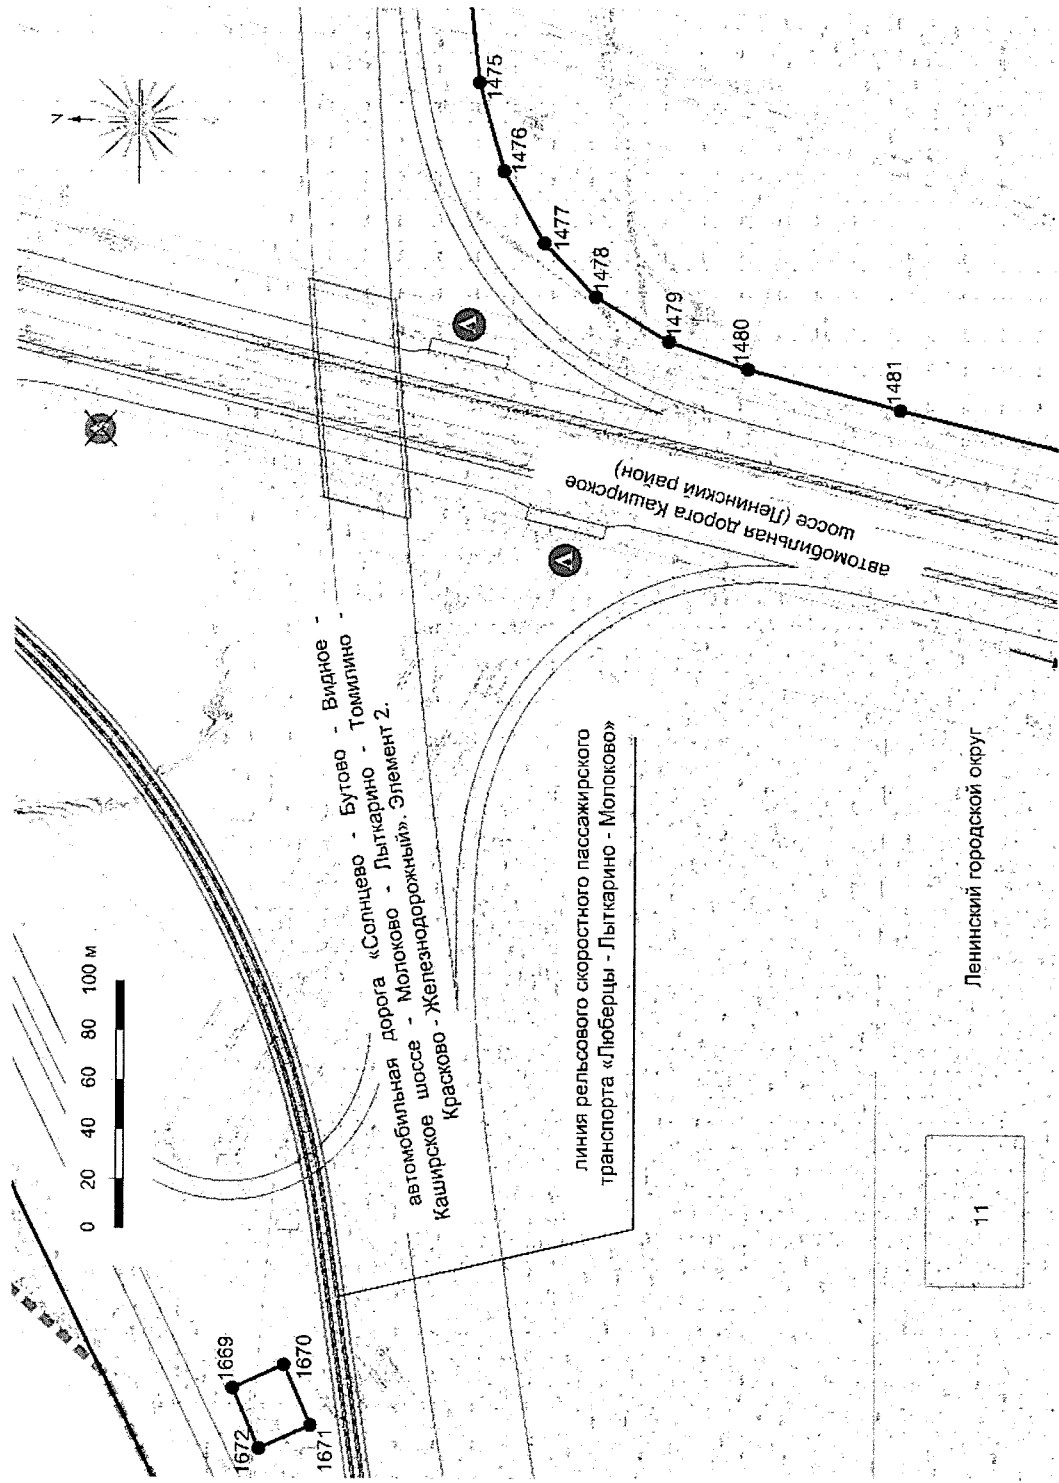 N
1475
1476
1477
1478
1479
1480
1481
А
А
А
автомобильная дорога Каширское
шоссе (Ленинский район)
0 20 40 60 80 100 м
автомобильная дорога «Солнцево - Бутово - Видное -
Каширское шоссе - Молоково - Лыткарино - Томилино -
Красково - Железнодорожный». Элемент 2.
линия рельсового скоростного пассажирского
транспорта «Люберцы - Лыткарино - Молоково»
1669
1670
1671
1672
Ленинский городской округ
11